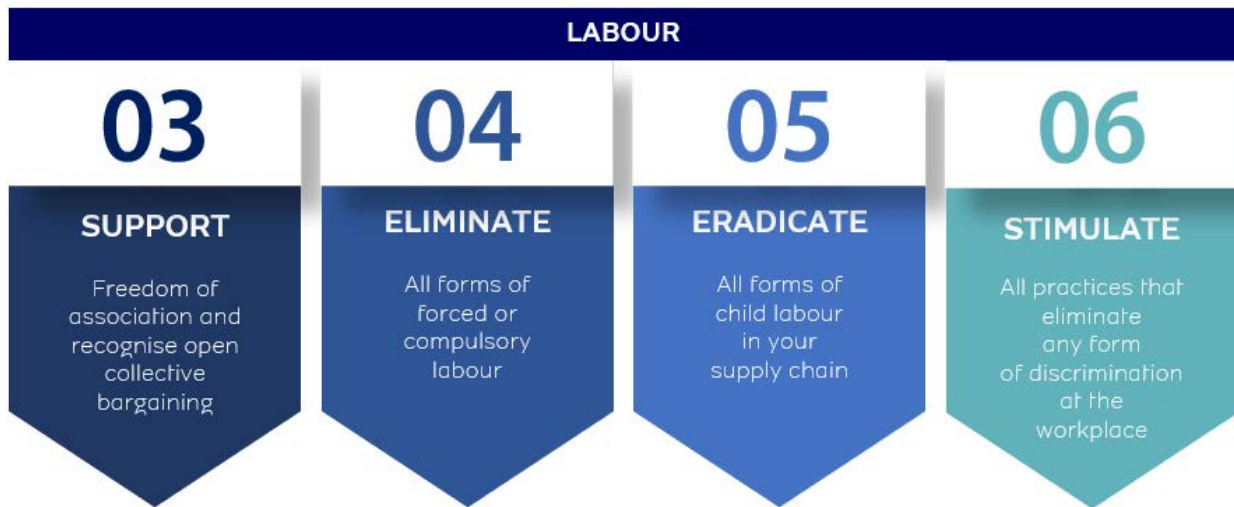 LABOUR
03
SUPPORT
Freedom of
association and
recognise open
collective
bargaining
04
ELIMINATE
All forms of
forced or
compulsory
labour
05
ERADICATE
All forms of
child labour
in your
supply chain
06
STIMULATE
All practices that
eliminate
any form
of discrimination
at the
workplace